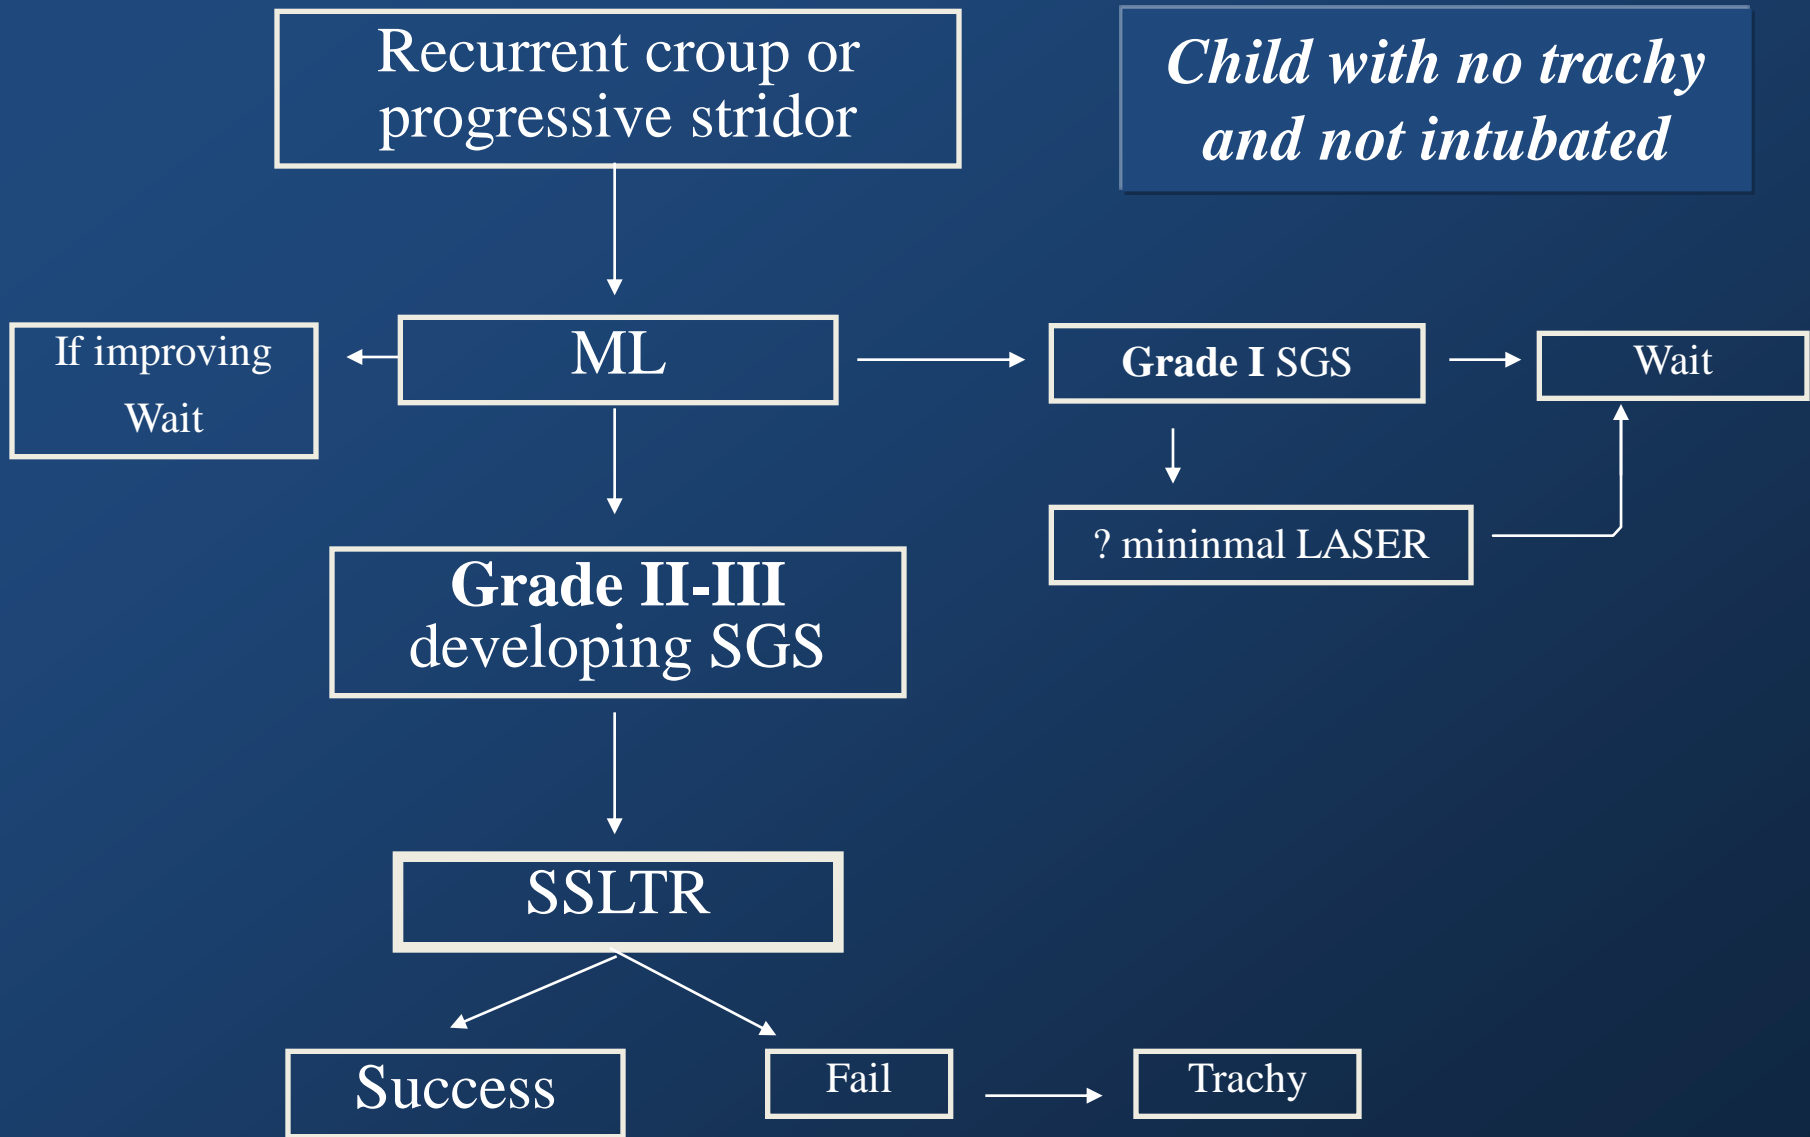 Recurrent croup or
progressive stridor
Child with no trachy
and not intubated
If improving
Wait
ML
Grade I SGS
Wait
? mininmal LASER
Grade II-III
developing SGS
SSLTR
Success
Fail
Trachy